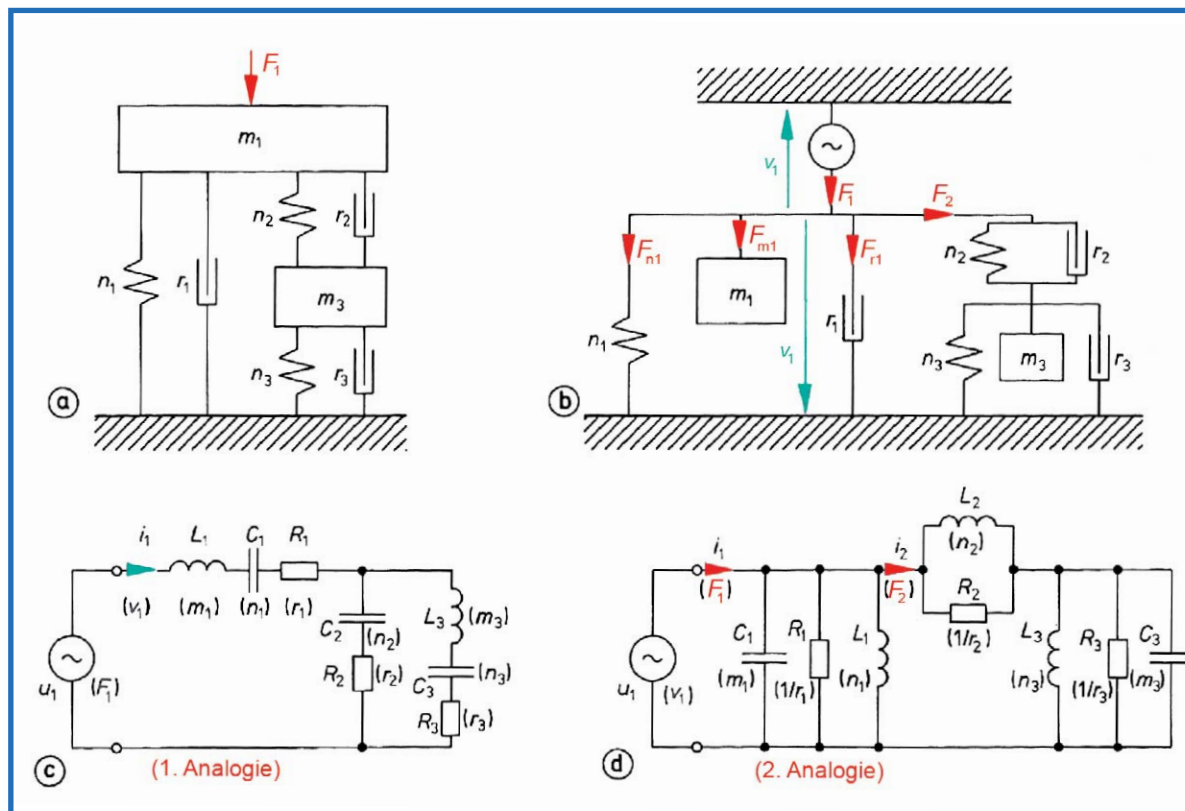 F₁
m₁
n₂
r₂
n₁
r₁
m₃
n₃
r₃
a
v₁
F₁
F₂
Fₙ₁
Fₘ₁
Fᵣ₁
n₂
r₂
m₁
r₁
n₁
v₁
n₃
m₃
r₃
b
i₁
L₁
C₁
R₁
(v₁)
(m₁)
(n₁)
(r₁)
C₂
(n₂)
L₃
(m₃)
R₂
(r₂)
C₃
(n₃)
u₁
(F₁)
R₃
(r₃)
c
(1. Analogie)
L₂
(n₂)
i₁
i₂
(F₁)
(F₂)
R₂
(1/r₂)
C₁
R₁
L₁
L₃
R₃
C₃
(m₁)
(1/r₁)
(n₁)
(n₃)
(1/r₃)
(m₃)
u₁
(v₁)
d
(2. Analogie)